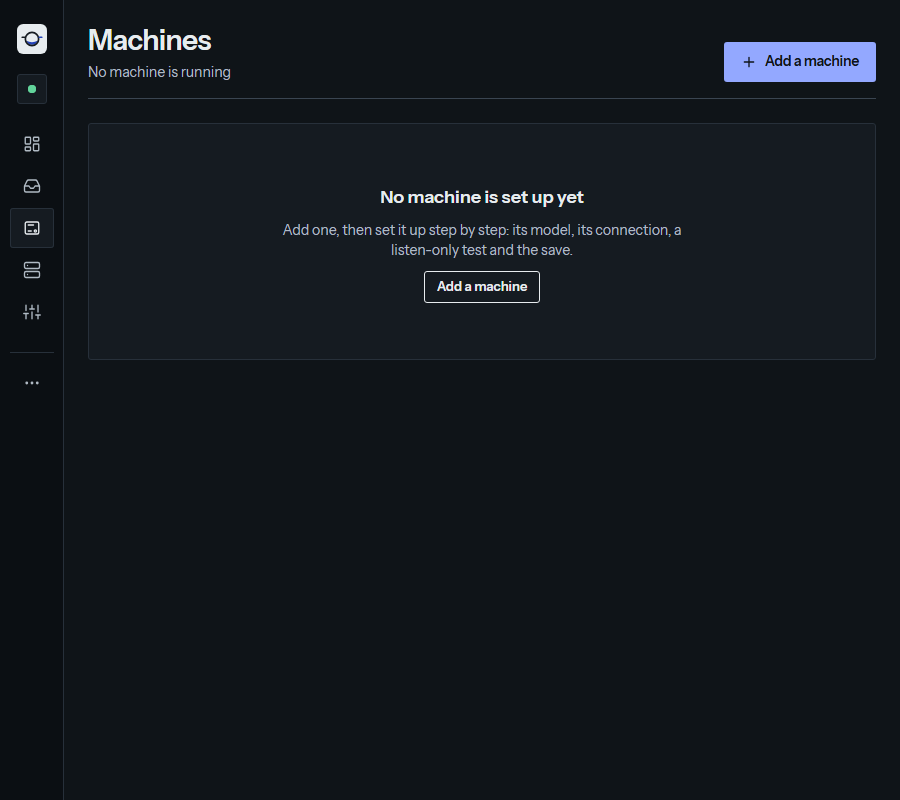 Machines
No machine is running
+ Add a machine
No machine is set up yet
Add one, then set it up step by step: its model, its connection, a
listen-only test and the save.
Add a machine